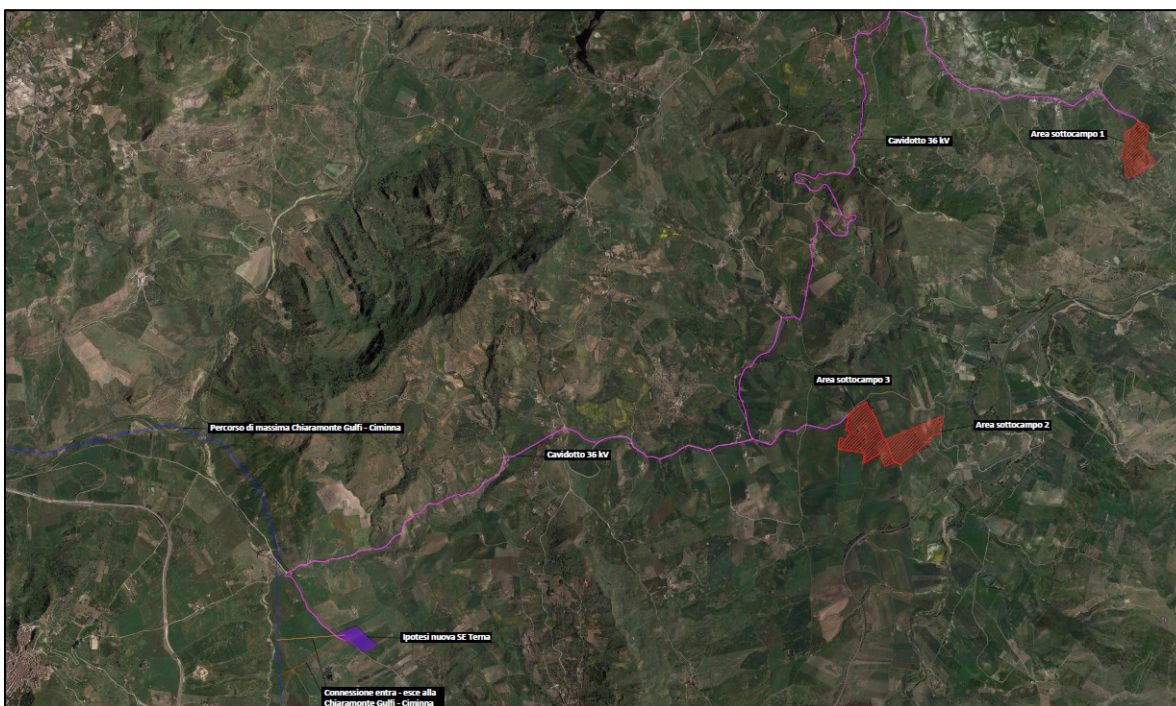 Area sottocampo 1
Cavidotto 36 kV
Area sottocampo 3
Area sottocampo 2
Percorso di massima Chiaramonte Gulfi - Ciminna
Cavidotto 36 kV
Ipotesi nuova SE Terna
Connessione entra - esce alla
Chiaramonte Gulfi - Ciminna